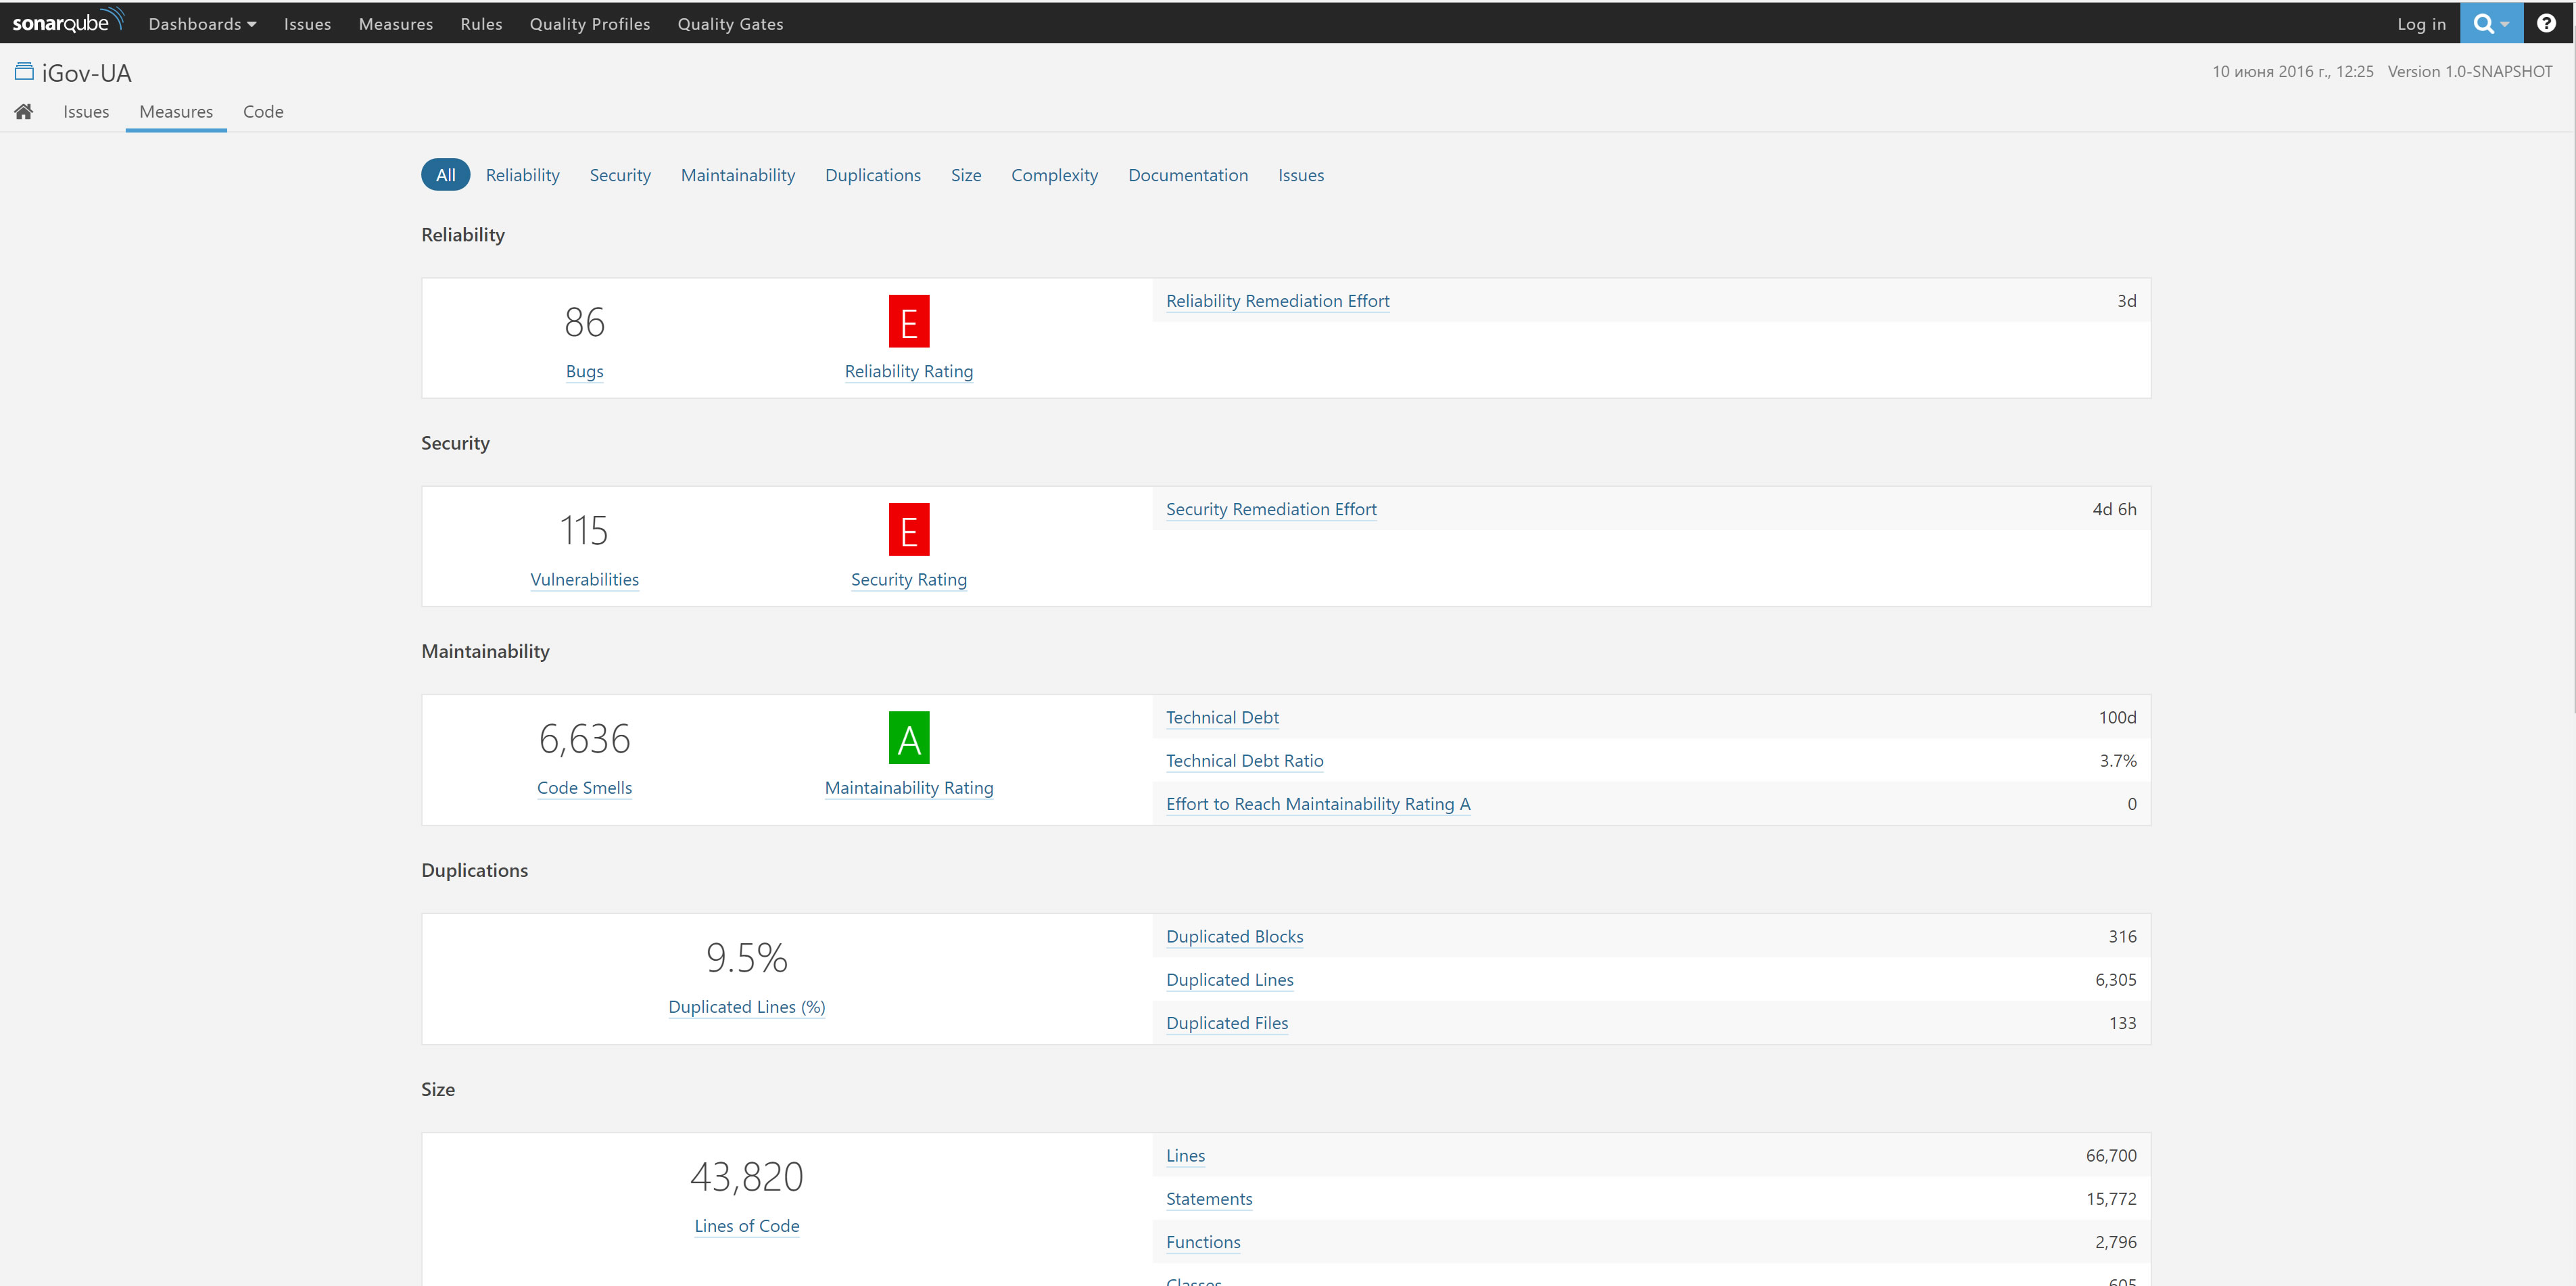 sonarqube Dashboards Issues Measures Rules Quality Profiles Quality Gates Log in
iGov-UA
10 июня 2016 г., 12:25 Version 1.0-SNAPSHOT
Issues Measures Code
All Reliability Security Maintainability Duplications Size Complexity Documentation Issues
Reliability
86
Bugs
E
Reliability Rating
Reliability Remediation Effort 3d
Security
115
Vulnerabilities
E
Security Rating
Security Remediation Effort 4d 6h
Maintainability
6,636
Code Smells
A
Maintainability Rating
Technical Debt 100d
Technical Debt Ratio 3.7%
Effort to Reach Maintainability Rating A 0
Duplications
9.5%
Duplicated Lines (%)
Duplicated Blocks 316
Duplicated Lines 6,305
Duplicated Files 133
Size
43,820
Lines of Code
Lines 66,700
Statements 15,772
Functions 2,796
Classes 605